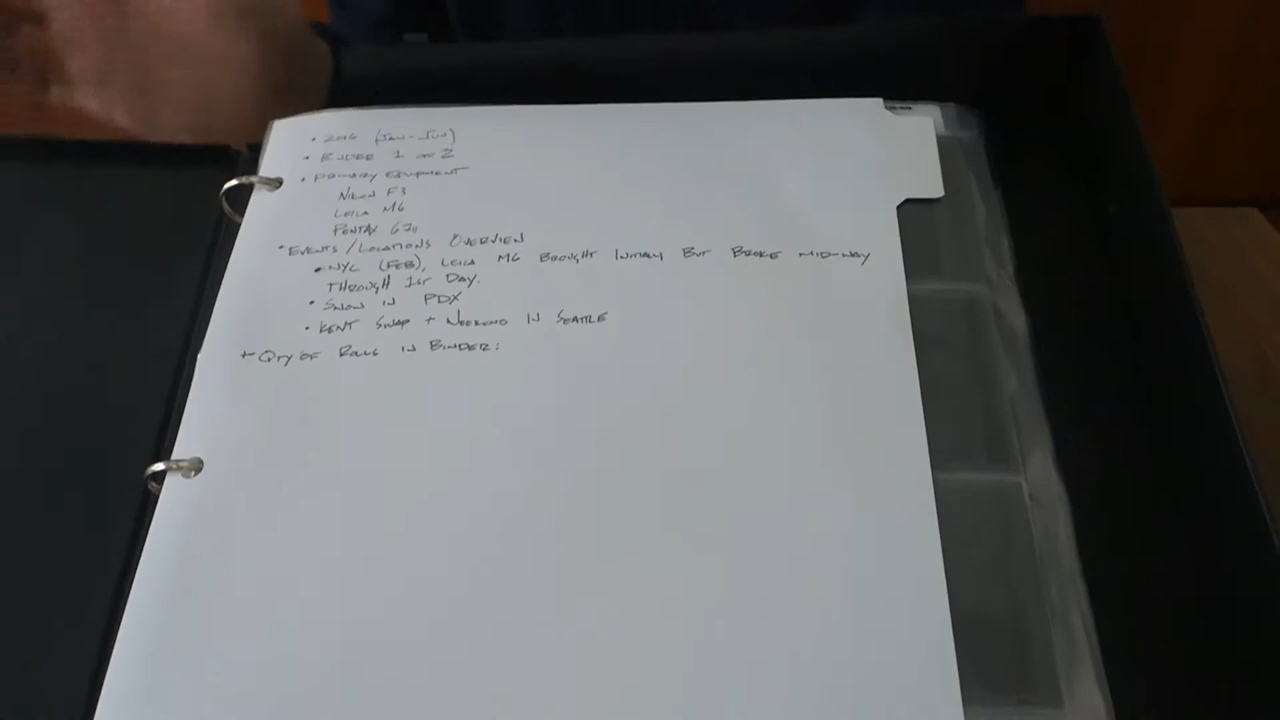 • 2016 (JAN-JUN)
• BINDER 1 OF 2
• PRIMARY EQUIPMENT
NIKON F3
LEICA M6
PENTAX 67II
• EVENTS/LOCATIONS OVERVIEW
• NYC (FEB), LEICA M6 BROUGHT INITIALLY BUT BROKE MID-WAY
THROUGH 1ST DAY.
• SNOW IN PDX
• KENT SWAP + WEEKEND IN SEATTLE
+ QTY OF ROLLS IN BINDER: